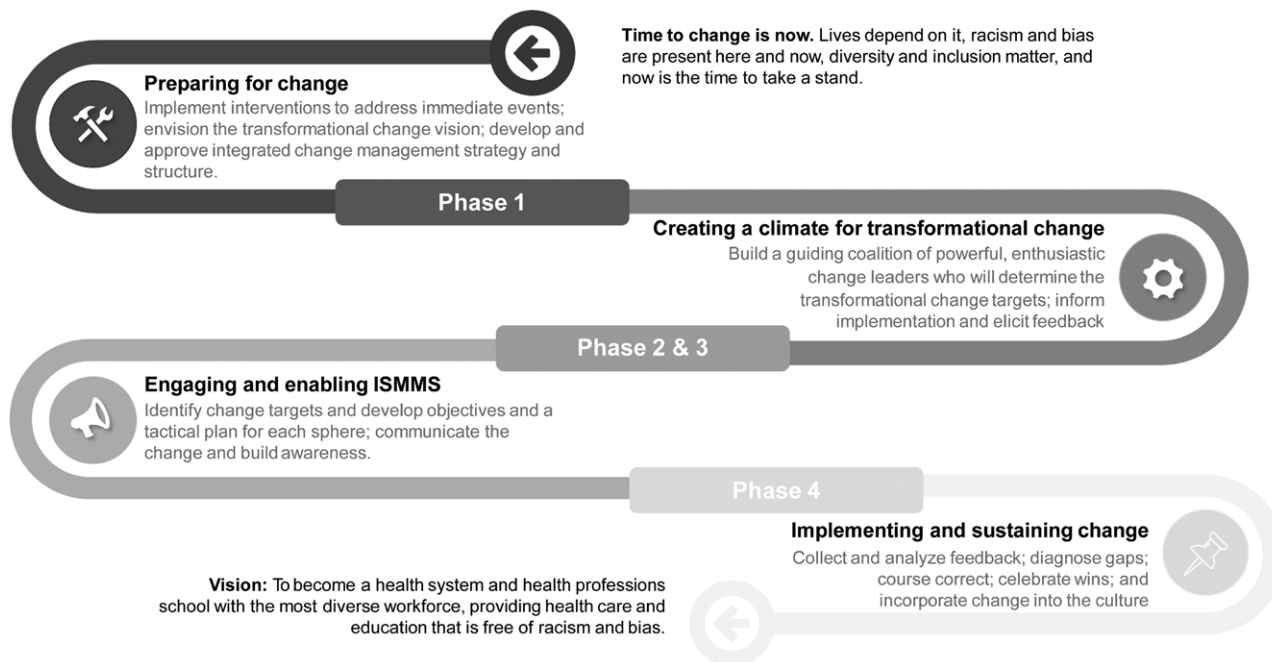 Time to change is now. Lives depend on it, racism and bias
are present here and now, diversity and inclusion matter, and
now is the time to take a stand.
Preparing for change
Implement interventions to address immediate events;
envision the transformational change vision; develop and
approve integrated change management strategy and
structure.
Phase 1
Creating a climate for transformational change
Build a guiding coalition of powerful, enthusiastic
change leaders who will determine the
transformational change targets; inform
implementation and elicit feedback
Phase 2 & 3
Engaging and enabling ISMMS
Identify change targets and develop objectives and a
tactical plan for each sphere; communicate the
change and build awareness.
Phase 4
Implementing and sustaining change
Collect and analyze feedback; diagnose gaps;
course correct; celebrate wins; and
incorporate change into the culture
Vision: To become a health system and health professions
school with the most diverse workforce, providing health care and
education that is free of racism and bias.